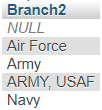 Branch2
NULL
Air Force
Army
ARMY, USAF
Navy